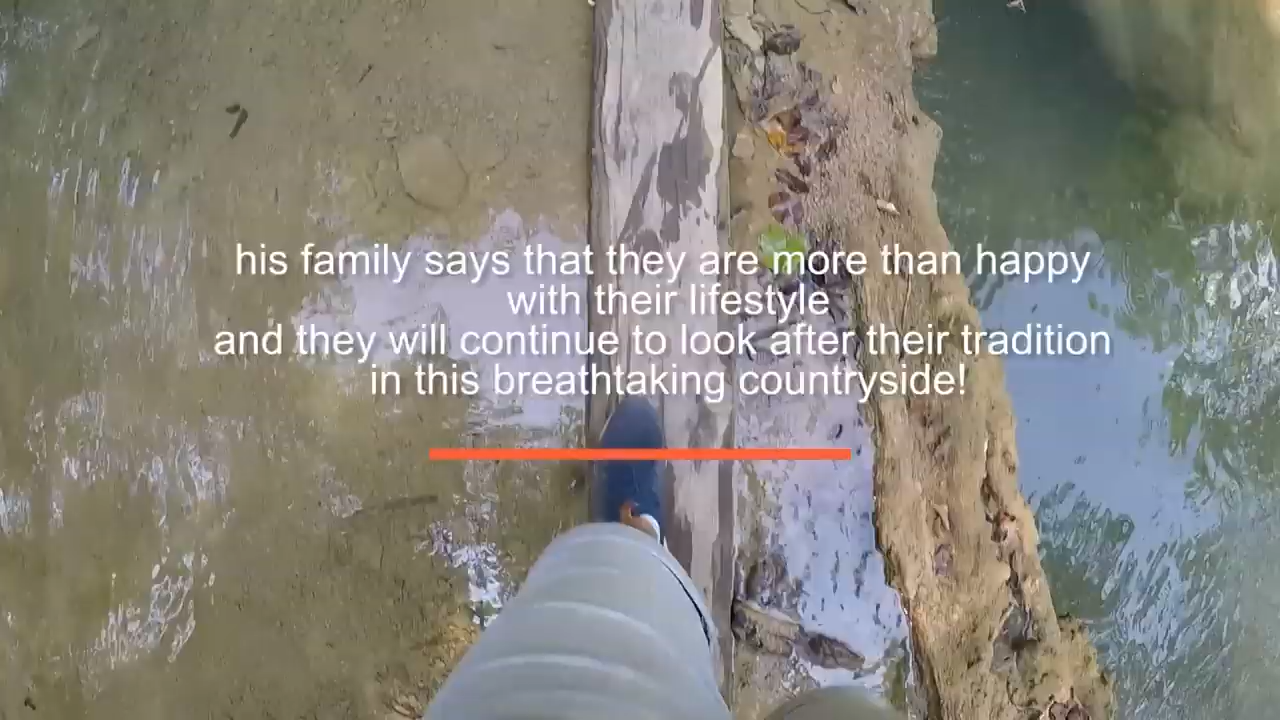 his family says that they are more than happy
with their lifestyle
and they will continue to look after their tradition
in this breathtaking countryside!